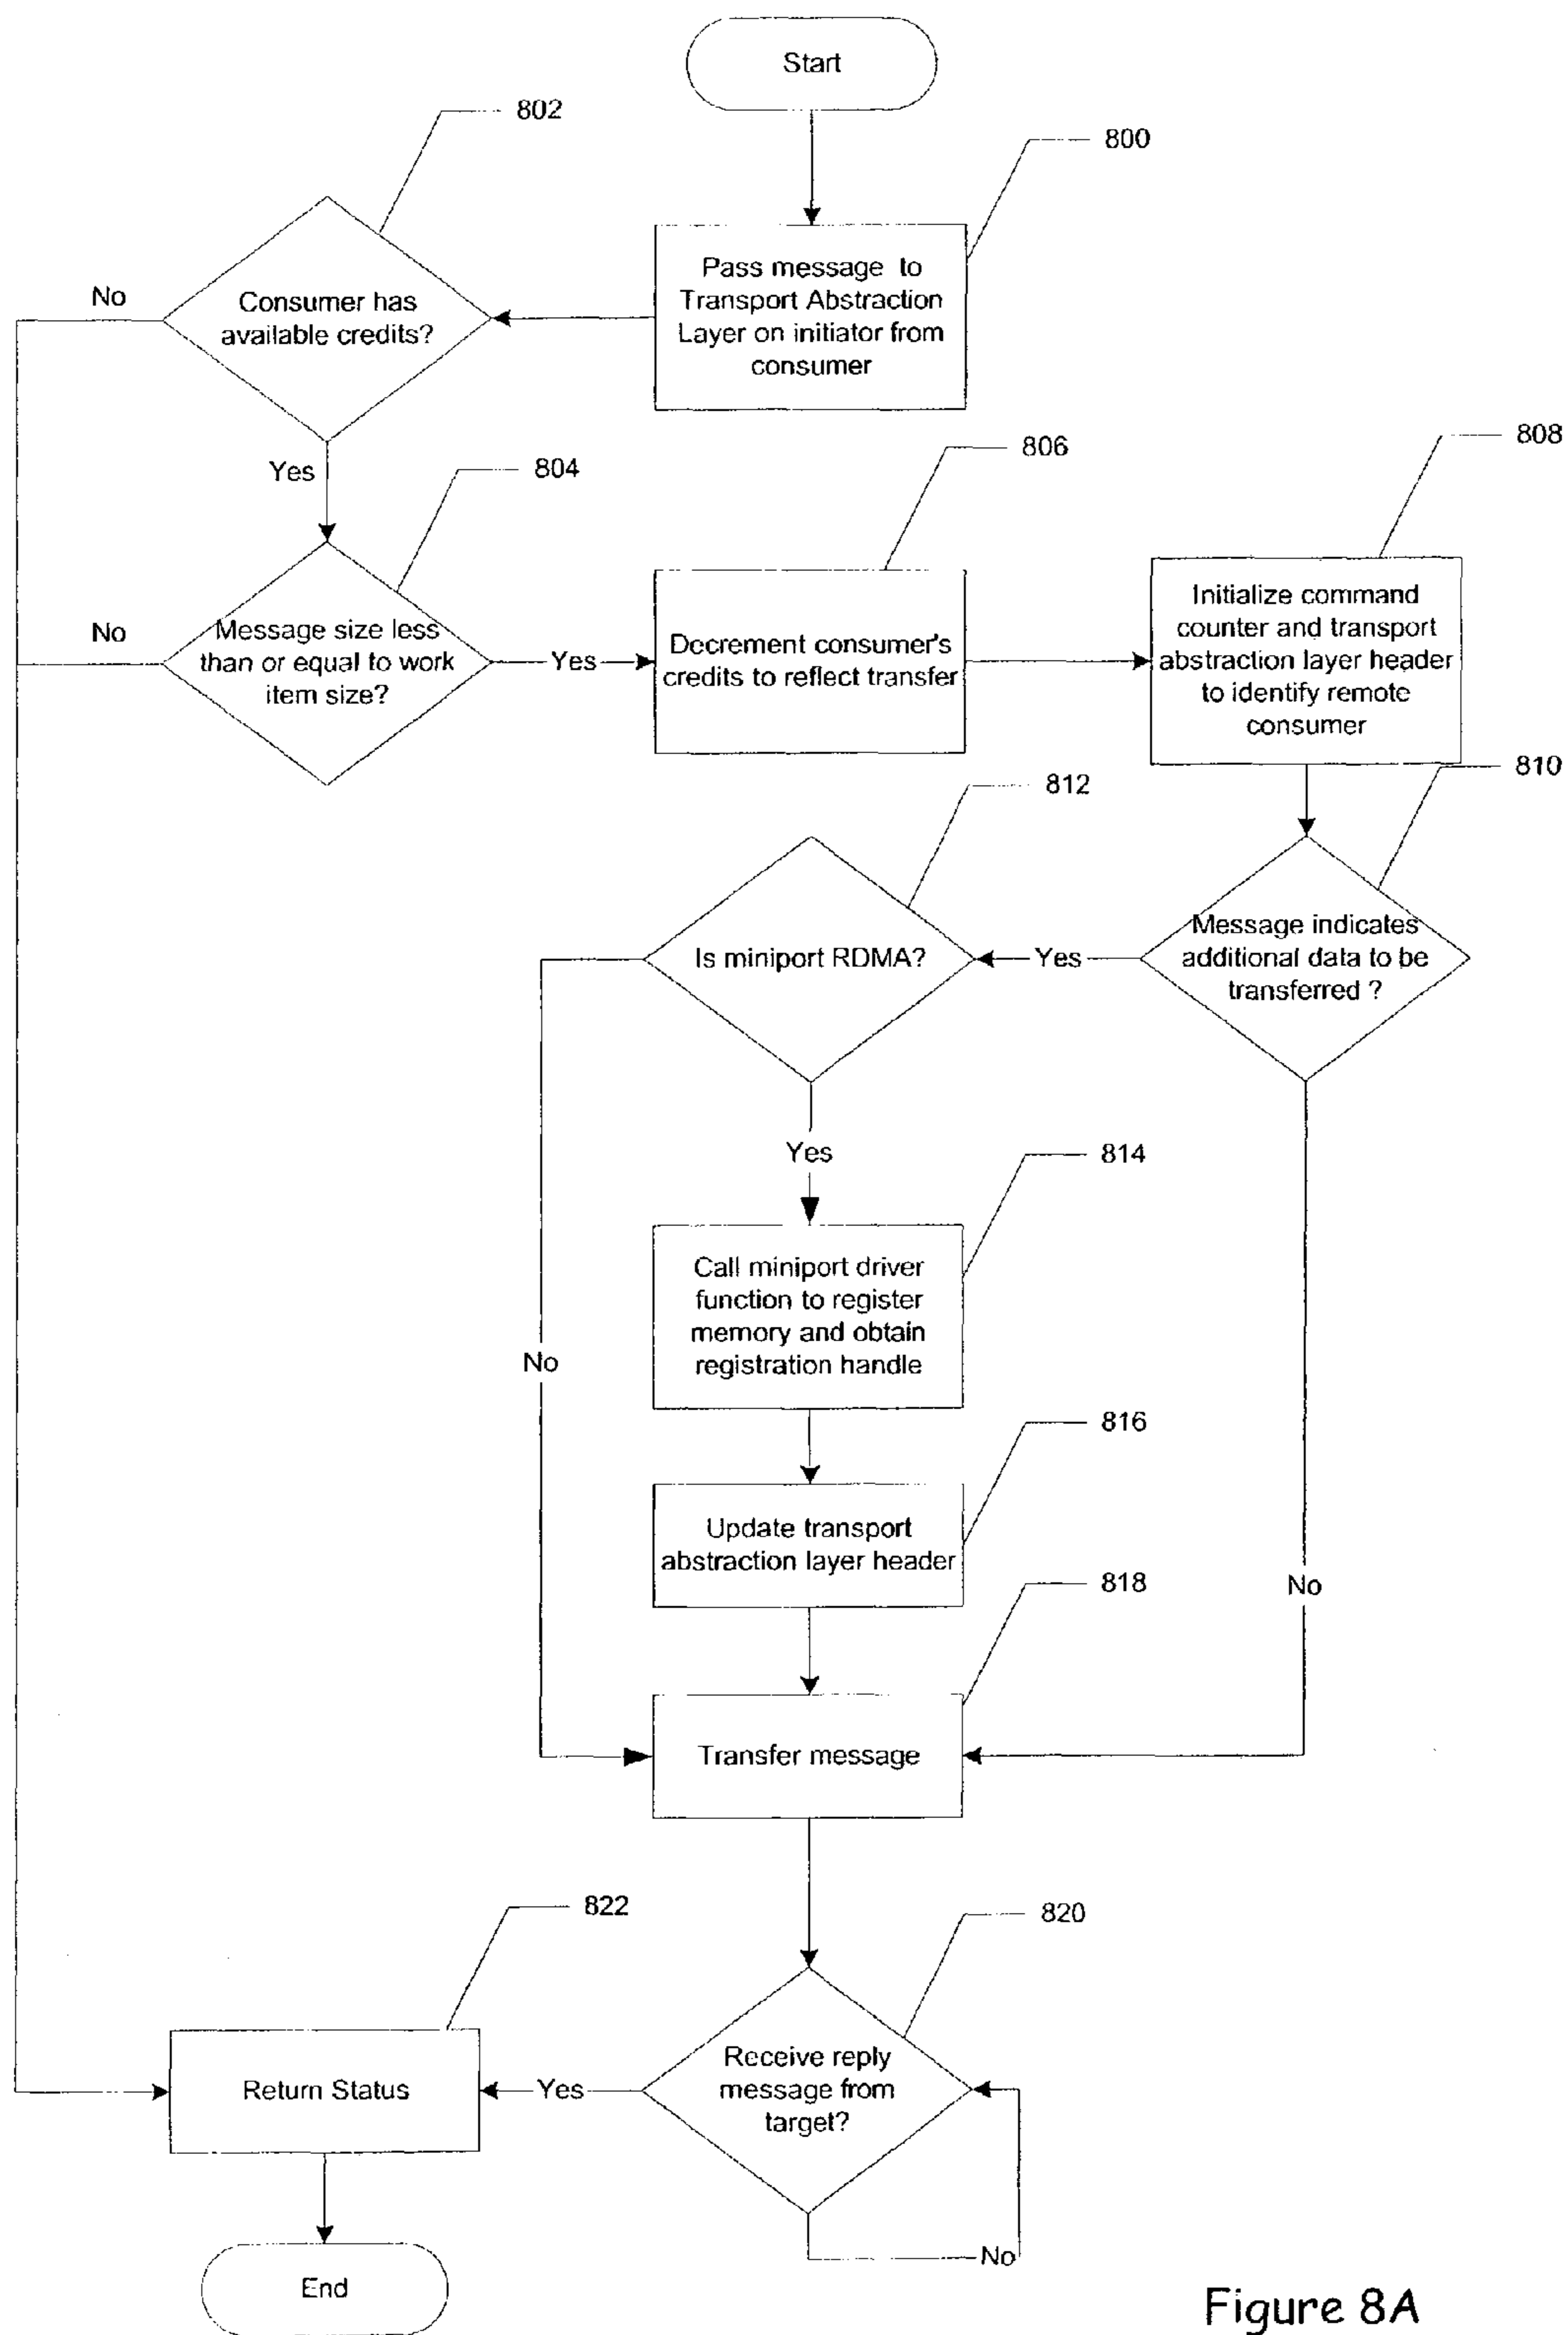 Start
802
800
Pass message to
Transport Abstraction
Layer on initiator from
consumer
Consumer has
available credits?
No
Yes
804
806
808
Message size less
than or equal to work
item size?
No
Yes
Decrement consumer's
credits to reflect transfer
Initialize command
counter and transport
abstraction layer header
to identify remote
consumer
810
812
Is miniport RDMA?
Yes
Message indicates
additional data to be
transferred ?
Yes
814
Call miniport driver
function to register
memory and obtain
registration handle
No
816
Update transport
abstraction layer header
818
No
Transfer message
822
820
Receive reply
message from
target?
Yes
Return Status
No
End
Figure 8A